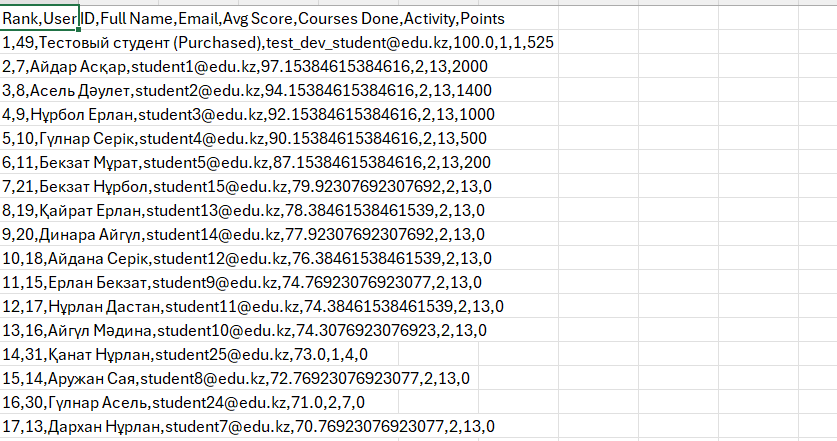 Rank,User ID,Full Name,Email,Avg Score,Courses Done,Activity,Points
1,49,Тестовый студент (Purchased),test_dev_student@edu.kz,100.0,1,1,525
2,7,Айдар Асқар,student1@edu.kz,97.15384615384616,2,13,2000
3,8,Асель Дәулет,student2@edu.kz,94.15384615384616,2,13,1400
4,9,Нұрбол Ерлан,student3@edu.kz,92.15384615384616,2,13,1000
5,10,Гүлнар Серік,student4@edu.kz,90.15384615384616,2,13,500
6,11,Бекзат Мұрат,student5@edu.kz,87.15384615384616,2,13,200
7,21,Бекзат Нұрбол,student15@edu.kz,79.92307692307692,2,13,0
8,19,Қайрат Ерлан,student13@edu.kz,78.38461538461539,2,13,0
9,20,Динара Айгүл,student14@edu.kz,77.92307692307692,2,13,0
10,18,Айдана Серік,student12@edu.kz,76.38461538461539,2,13,0
11,15,Ерлан Бекзат,student9@edu.kz,74.76923076923077,2,13,0
12,17,Нұрлан Дастан,student11@edu.kz,74.38461538461539,2,13,0
13,16,Айгүл Мәдина,student10@edu.kz,74.3076923076923,2,13,0
14,31,Қанат Нұрлан,student25@edu.kz,73.0,1,4,0
15,14,Аружан Сая,student8@edu.kz,72.76923076923077,2,13,0
16,30,Гүлнар Асель,student24@edu.kz,71.0,2,7,0
17,13,Дархан Нұрлан,student7@edu.kz,70.76923076923077,2,13,0